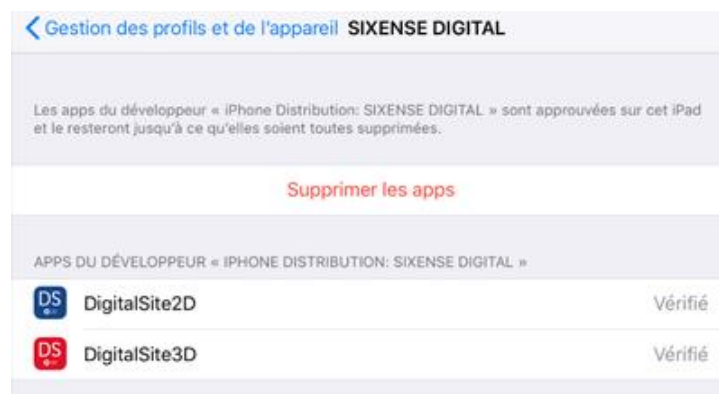 Gestion des profils et de l'appareil SIXENSE DIGITAL
Les apps du développeur « iPhone Distribution: SIXENSE DIGITAL » sont approuvées sur cet iPad
et le resteront jusqu'à ce qu'elles soient toutes supprimées.
Supprimer les apps
APPS DU DÉVELOPPEUR « IPHONE DISTRIBUTION: SIXENSE DIGITAL »
DS DigitalSite2D Vérifié
DS DigitalSite3D Vérifié